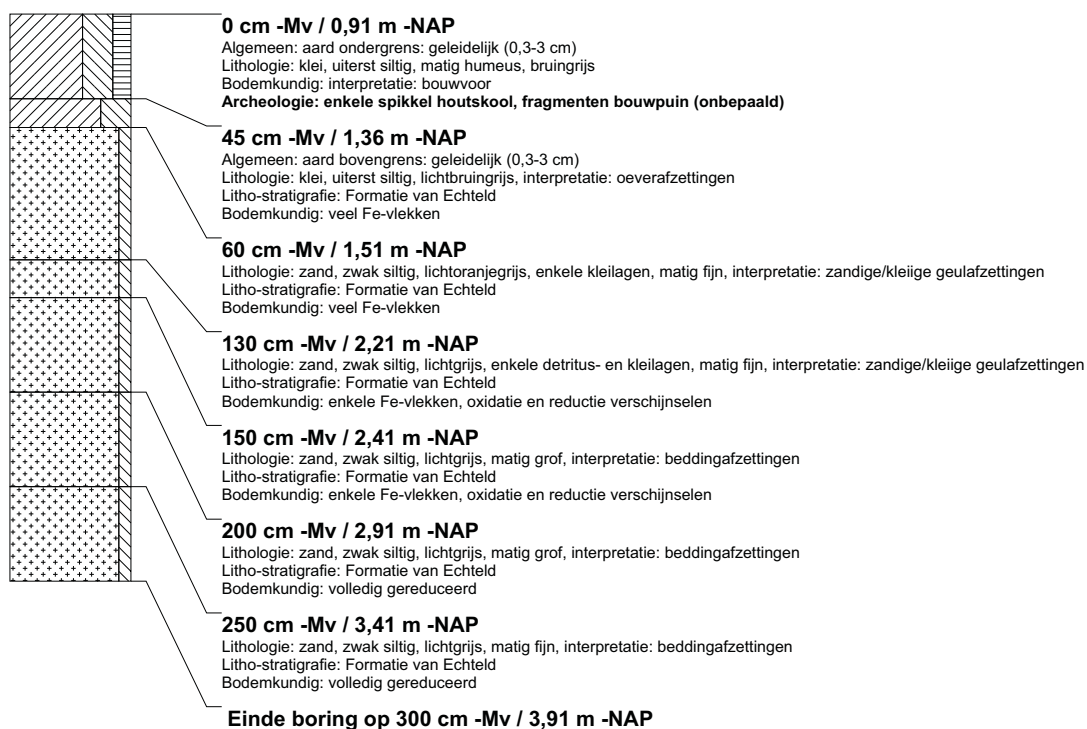 0 cm -Mv / 0,91 m -NAP
Algemeen: aard ondergrens: geleidelijk (0,3-3 cm)
Lithologie: klei, uiterst siltig, matig humeus, bruingrijs
Bodemkundig: interpretatie: bouwvoor
Archeologie: enkele spikkel houtskool, fragmenten bouwpuin (onbepaald)
45 cm -Mv / 1,36 m -NAP
Algemeen: aard bovengrens: geleidelijk (0,3-3 cm)
Lithologie: klei, uiterst siltig, lichtbruingrijs, interpretatie: oeverafzettingen
Litho-stratigrafie: Formatie van Echteld
Bodemkundig: veel Fe-vlekken
60 cm -Mv / 1,51 m -NAP
Lithologie: zand, zwak siltig, lichtoranjegrijs, enkele kleilagen, matig fijn, interpretatie: zandige/kleiige geulafzettingen
Litho-stratigrafie: Formatie van Echteld
Bodemkundig: veel Fe-vlekken
130 cm -Mv / 2,21 m -NAP
Lithologie: zand, zwak siltig, lichtgrijs, enkele detritus- en kleilagen, matig fijn, interpretatie: zandige/kleiige geulafzettingen
Litho-stratigrafie: Formatie van Echteld
Bodemkundig: enkele Fe-vlekken, oxidatie en reductie verschijnselen
150 cm -Mv / 2,41 m -NAP
Lithologie: zand, zwak siltig, lichtgrijs, matig grof, interpretatie: beddingafzettingen
Litho-stratigrafie: Formatie van Echteld
Bodemkundig: enkele Fe-vlekken, oxidatie en reductie verschijnselen
200 cm -Mv / 2,91 m -NAP
Lithologie: zand, zwak siltig, lichtgrijs, matig grof, interpretatie: beddingafzettingen
Litho-stratigrafie: Formatie van Echteld
Bodemkundig: volledig gereduceerd
250 cm -Mv / 3,41 m -NAP
Lithologie: zand, zwak siltig, lichtgrijs, matig fijn, interpretatie: beddingafzettingen
Litho-stratigrafie: Formatie van Echteld
Bodemkundig: volledig gereduceerd
Einde boring op 300 cm -Mv / 3,91 m -NAP